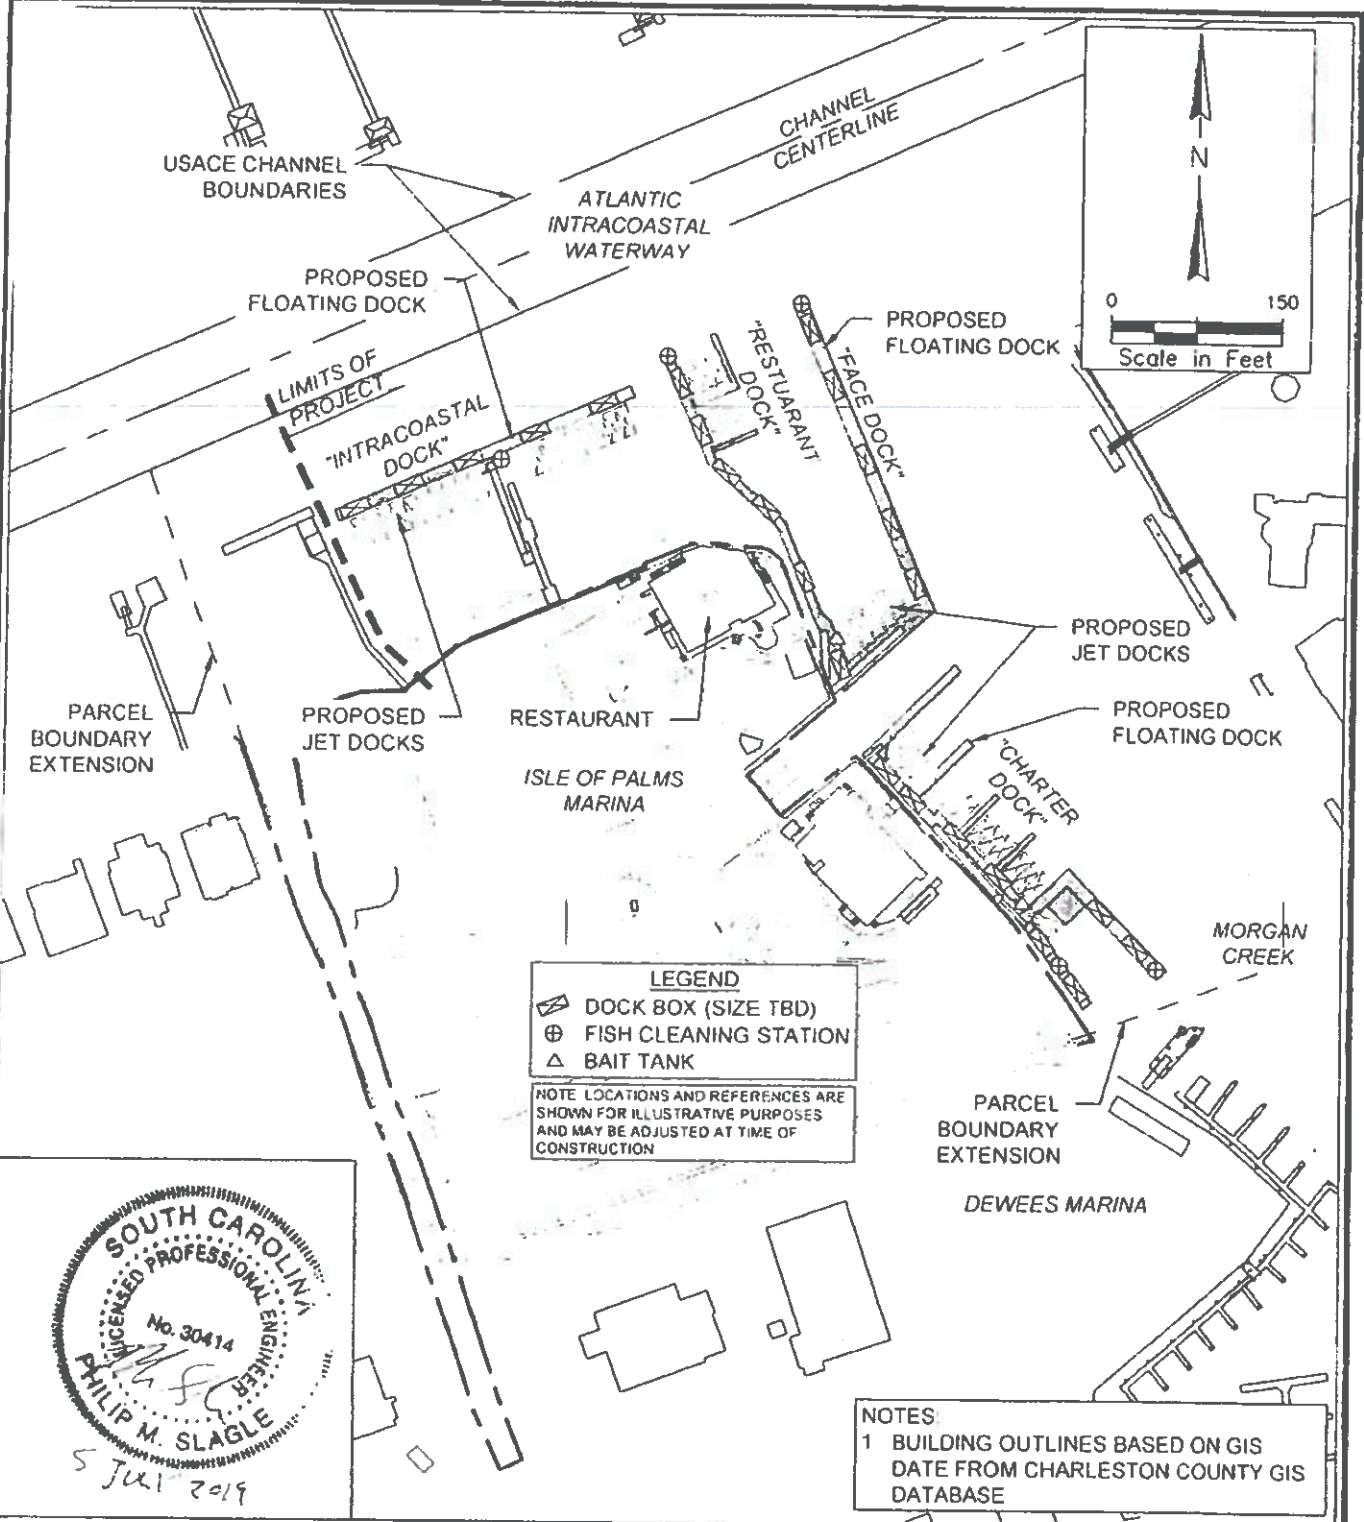 CHANNEL
CENTERLINE
N
0 150
Scale in Feet
USACE CHANNEL
BOUNDARIES
ATLANTIC
INTRACOASTAL
WATERWAY
PROPOSED
FLOATING DOCK
PROPOSED
FLOATING DOCK
"RESTUARANT
DOCK"
"FACE DOCK"
LIMITS OF
PROJECT
"INTRACOASTAL
DOCK"
PROPOSED
JET DOCKS
PARCEL
BOUNDARY
EXTENSION
PROPOSED
JET DOCKS
RESTAURANT
PROPOSED
FLOATING DOCK
ISLE OF PALMS
MARINA
"CHARTER
DOCK"
MORGAN
CREEK
LEGEND
DOCK BOX (SIZE TBD)
FISH CLEANING STATION
BAIT TANK
NOTE LOCATIONS AND REFERENCES ARE
SHOWN FOR ILLUSTRATIVE PURPOSES
AND MAY BE ADJUSTED AT TIME OF
CONSTRUCTION
PARCEL
BOUNDARY
EXTENSION
DEWEES MARINA
SOUTH CAROLINA
LICENSED PROFESSIONAL ENGINEER
No. 30414
PHILIP M. SLAGLE
5 JULY 2019
NOTES
1 BUILDING OUTLINES BASED ON GIS
DATE FROM CHARLESTON COUNTY GIS
DATABASE